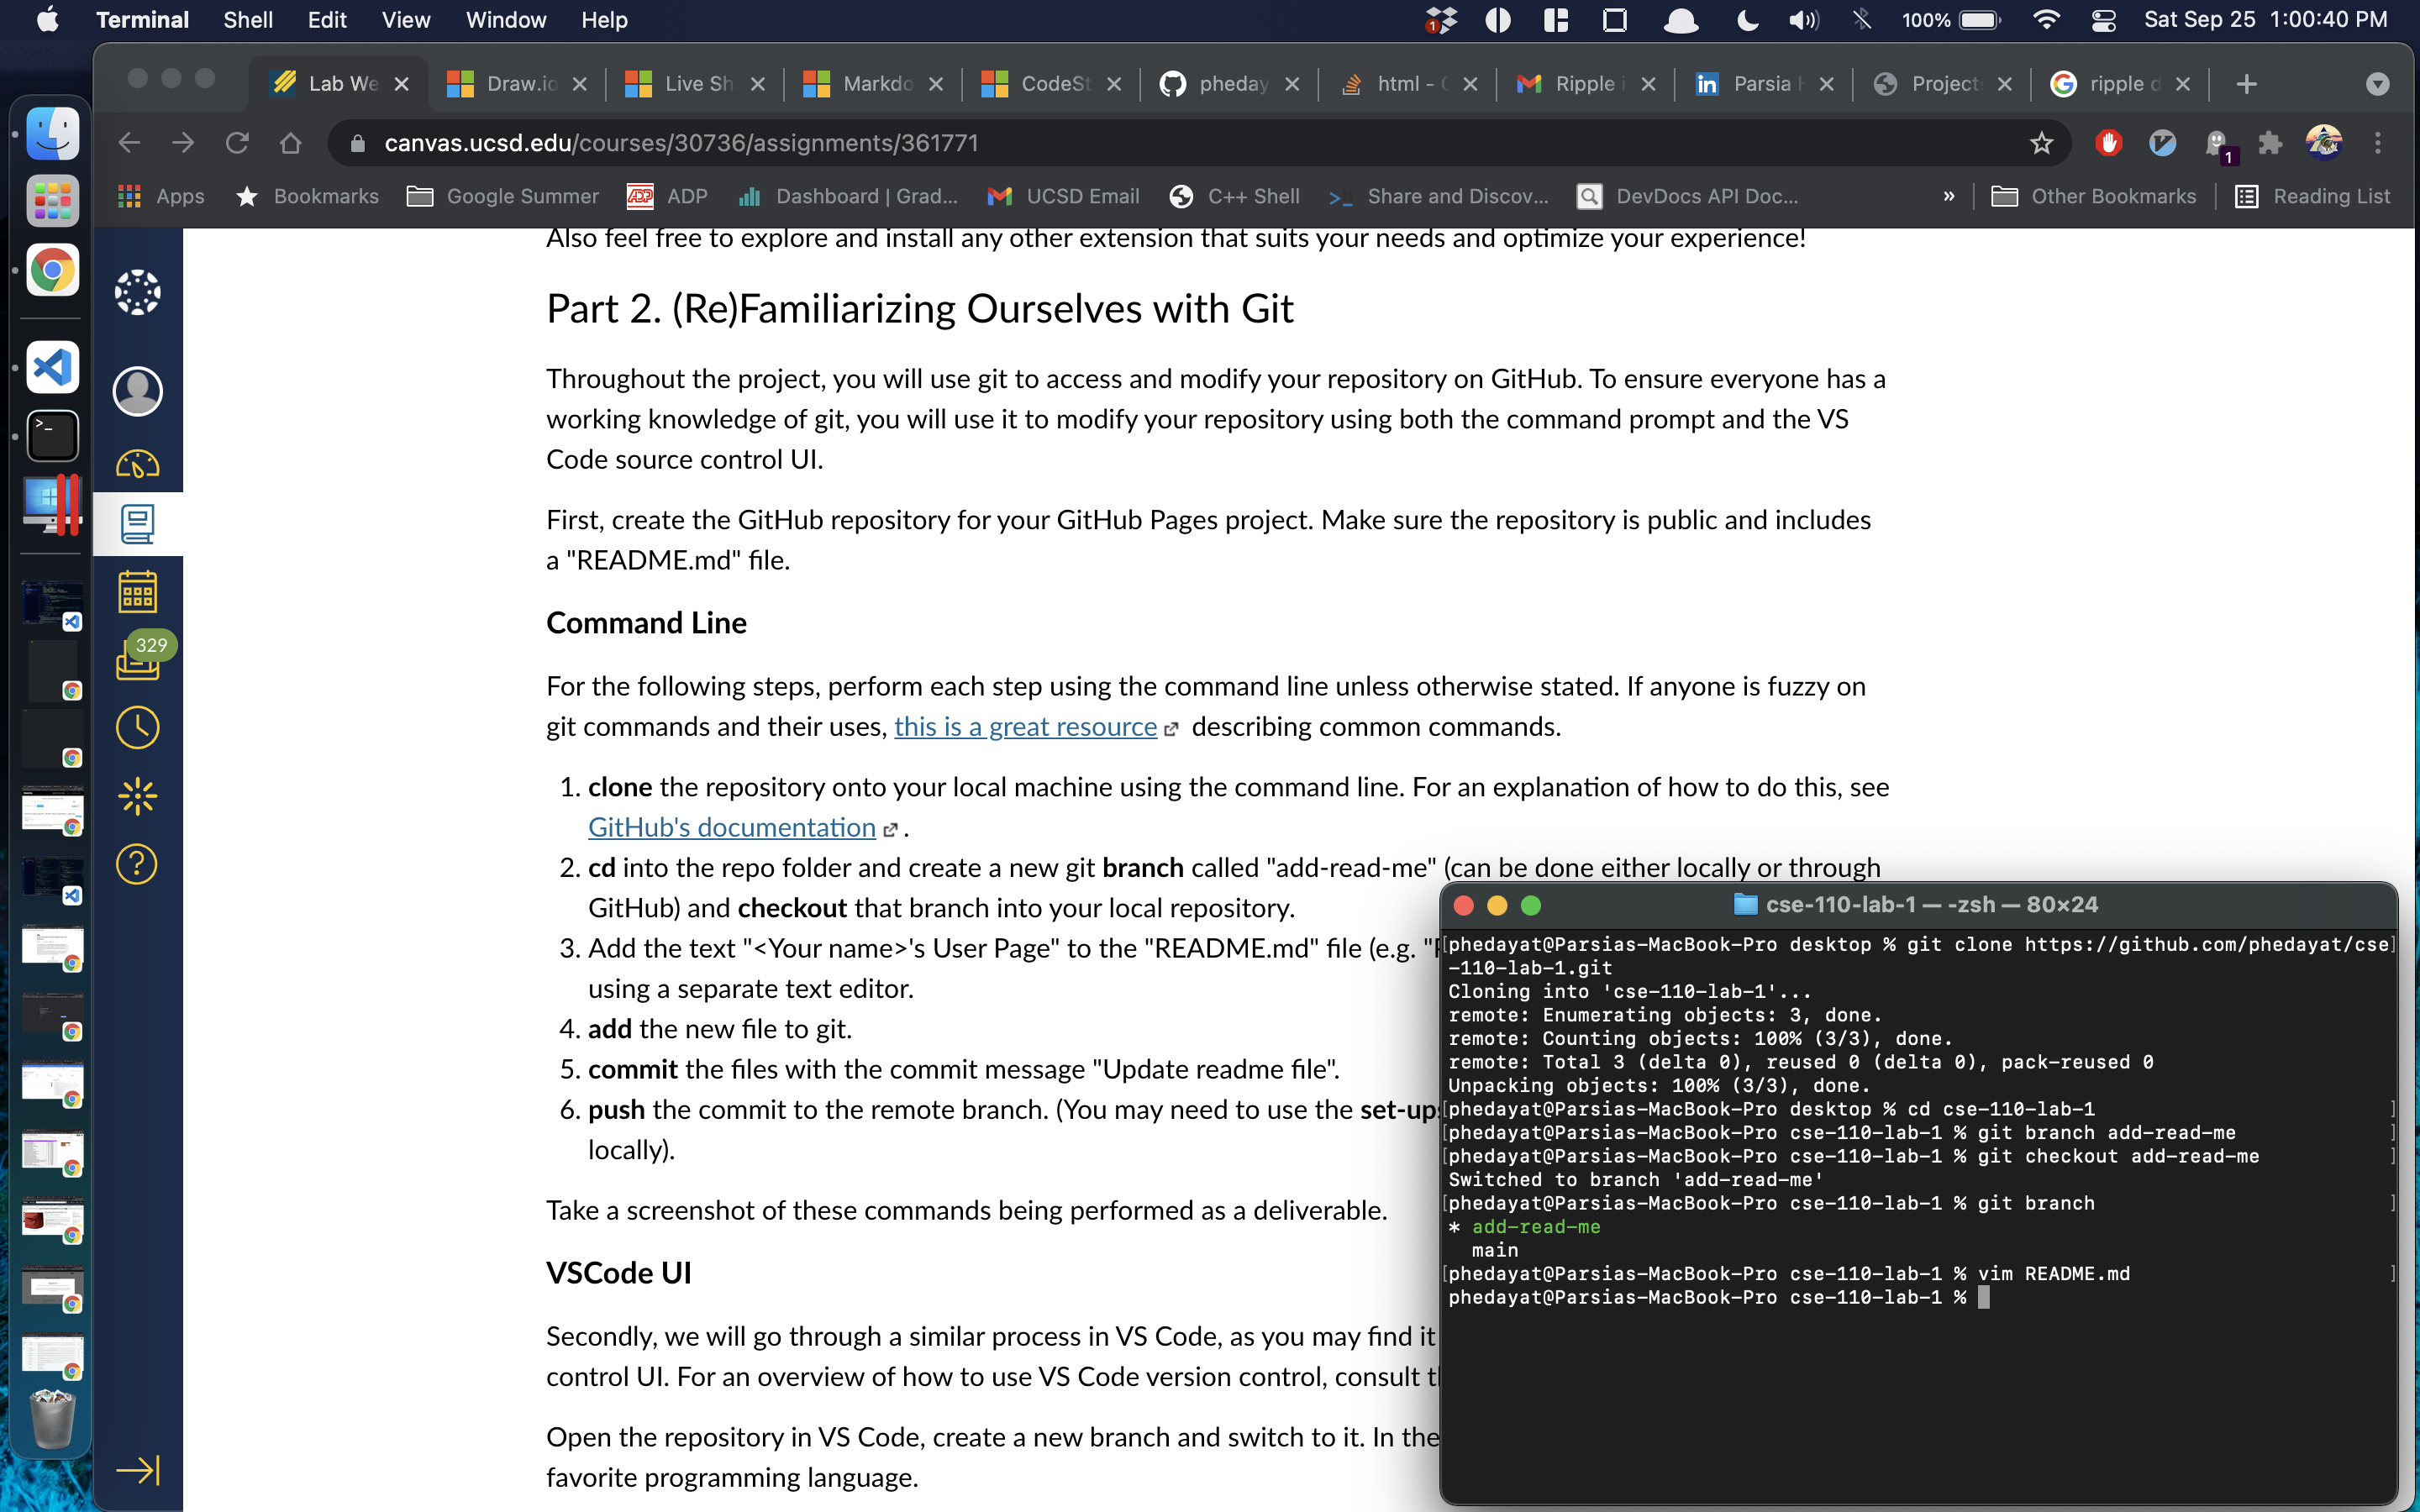 Terminal Shell Edit View Window Help 1 100% Sat Sep 25 1:00:40 PM
Lab We Draw.io Live Sh Markdo CodeSt pheday html - Ripple i Parsia H Project: ripple d
canvas.ucsd.edu/courses/30736/assignments/361771 1
Apps Bookmarks Google Summer ADP Dashboard | Grad... UCSD Email C++ Shell Share and Discov... DevDocs API Doc... » Other Bookmarks Reading List
Also feel free to explore and install any other extension that suits your needs and optimize your experience!
Part 2. (Re)Familiarizing Ourselves with Git
Throughout the project, you will use git to access and modify your repository on GitHub. To ensure everyone has a
working knowledge of git, you will use it to modify your repository using both the command prompt and the VS
Code source control UI.
First, create the GitHub repository for your GitHub Pages project. Make sure the repository is public and includes
a "README.md" file.
Command Line
329
For the following steps, perform each step using the command line unless otherwise stated. If anyone is fuzzy on
git commands and their uses, this is a great resource describing common commands.
1. clone the repository onto your local machine using the command line. For an explanation of how to do this, see
GitHub's documentation .
2. cd into the repo folder and create a new git branch called "add-read-me" (can be done either locally or through
GitHub) and checkout that branch into your local repository.
3. Add the text "<Your name>'s User Page" to the "README.md" file (e.g. "
using a separate text editor.
4. add the new file to git.
5. commit the files with the commit message "Update readme file".
6. push the commit to the remote branch. (You may need to use the set-ups
locally).
Take a screenshot of these commands being performed as a deliverable.
VSCode UI
Secondly, we will go through a similar process in VS Code, as you may find it
control UI. For an overview of how to use VS Code version control, consult t
Open the repository in VS Code, create a new branch and switch to it. In the
favorite programming language.
cse-110-lab-1 — -zsh — 80×24
[phedayat@Parsias-MacBook-Pro desktop % git clone https://github.com/phedayat/cse]
-110-lab-1.git
Cloning into 'cse-110-lab-1'...
remote: Enumerating objects: 3, done.
remote: Counting objects: 100% (3/3), done.
remote: Total 3 (delta 0), reused 0 (delta 0), pack-reused 0
Unpacking objects: 100% (3/3), done.
[phedayat@Parsias-MacBook-Pro desktop % cd cse-110-lab-1 ]
[phedayat@Parsias-MacBook-Pro cse-110-lab-1 % git branch add-read-me ]
[phedayat@Parsias-MacBook-Pro cse-110-lab-1 % git checkout add-read-me ]
Switched to branch 'add-read-me'
[phedayat@Parsias-MacBook-Pro cse-110-lab-1 % git branch ]
* add-read-me
main
[phedayat@Parsias-MacBook-Pro cse-110-lab-1 % vim README.md ]
phedayat@Parsias-MacBook-Pro cse-110-lab-1 %